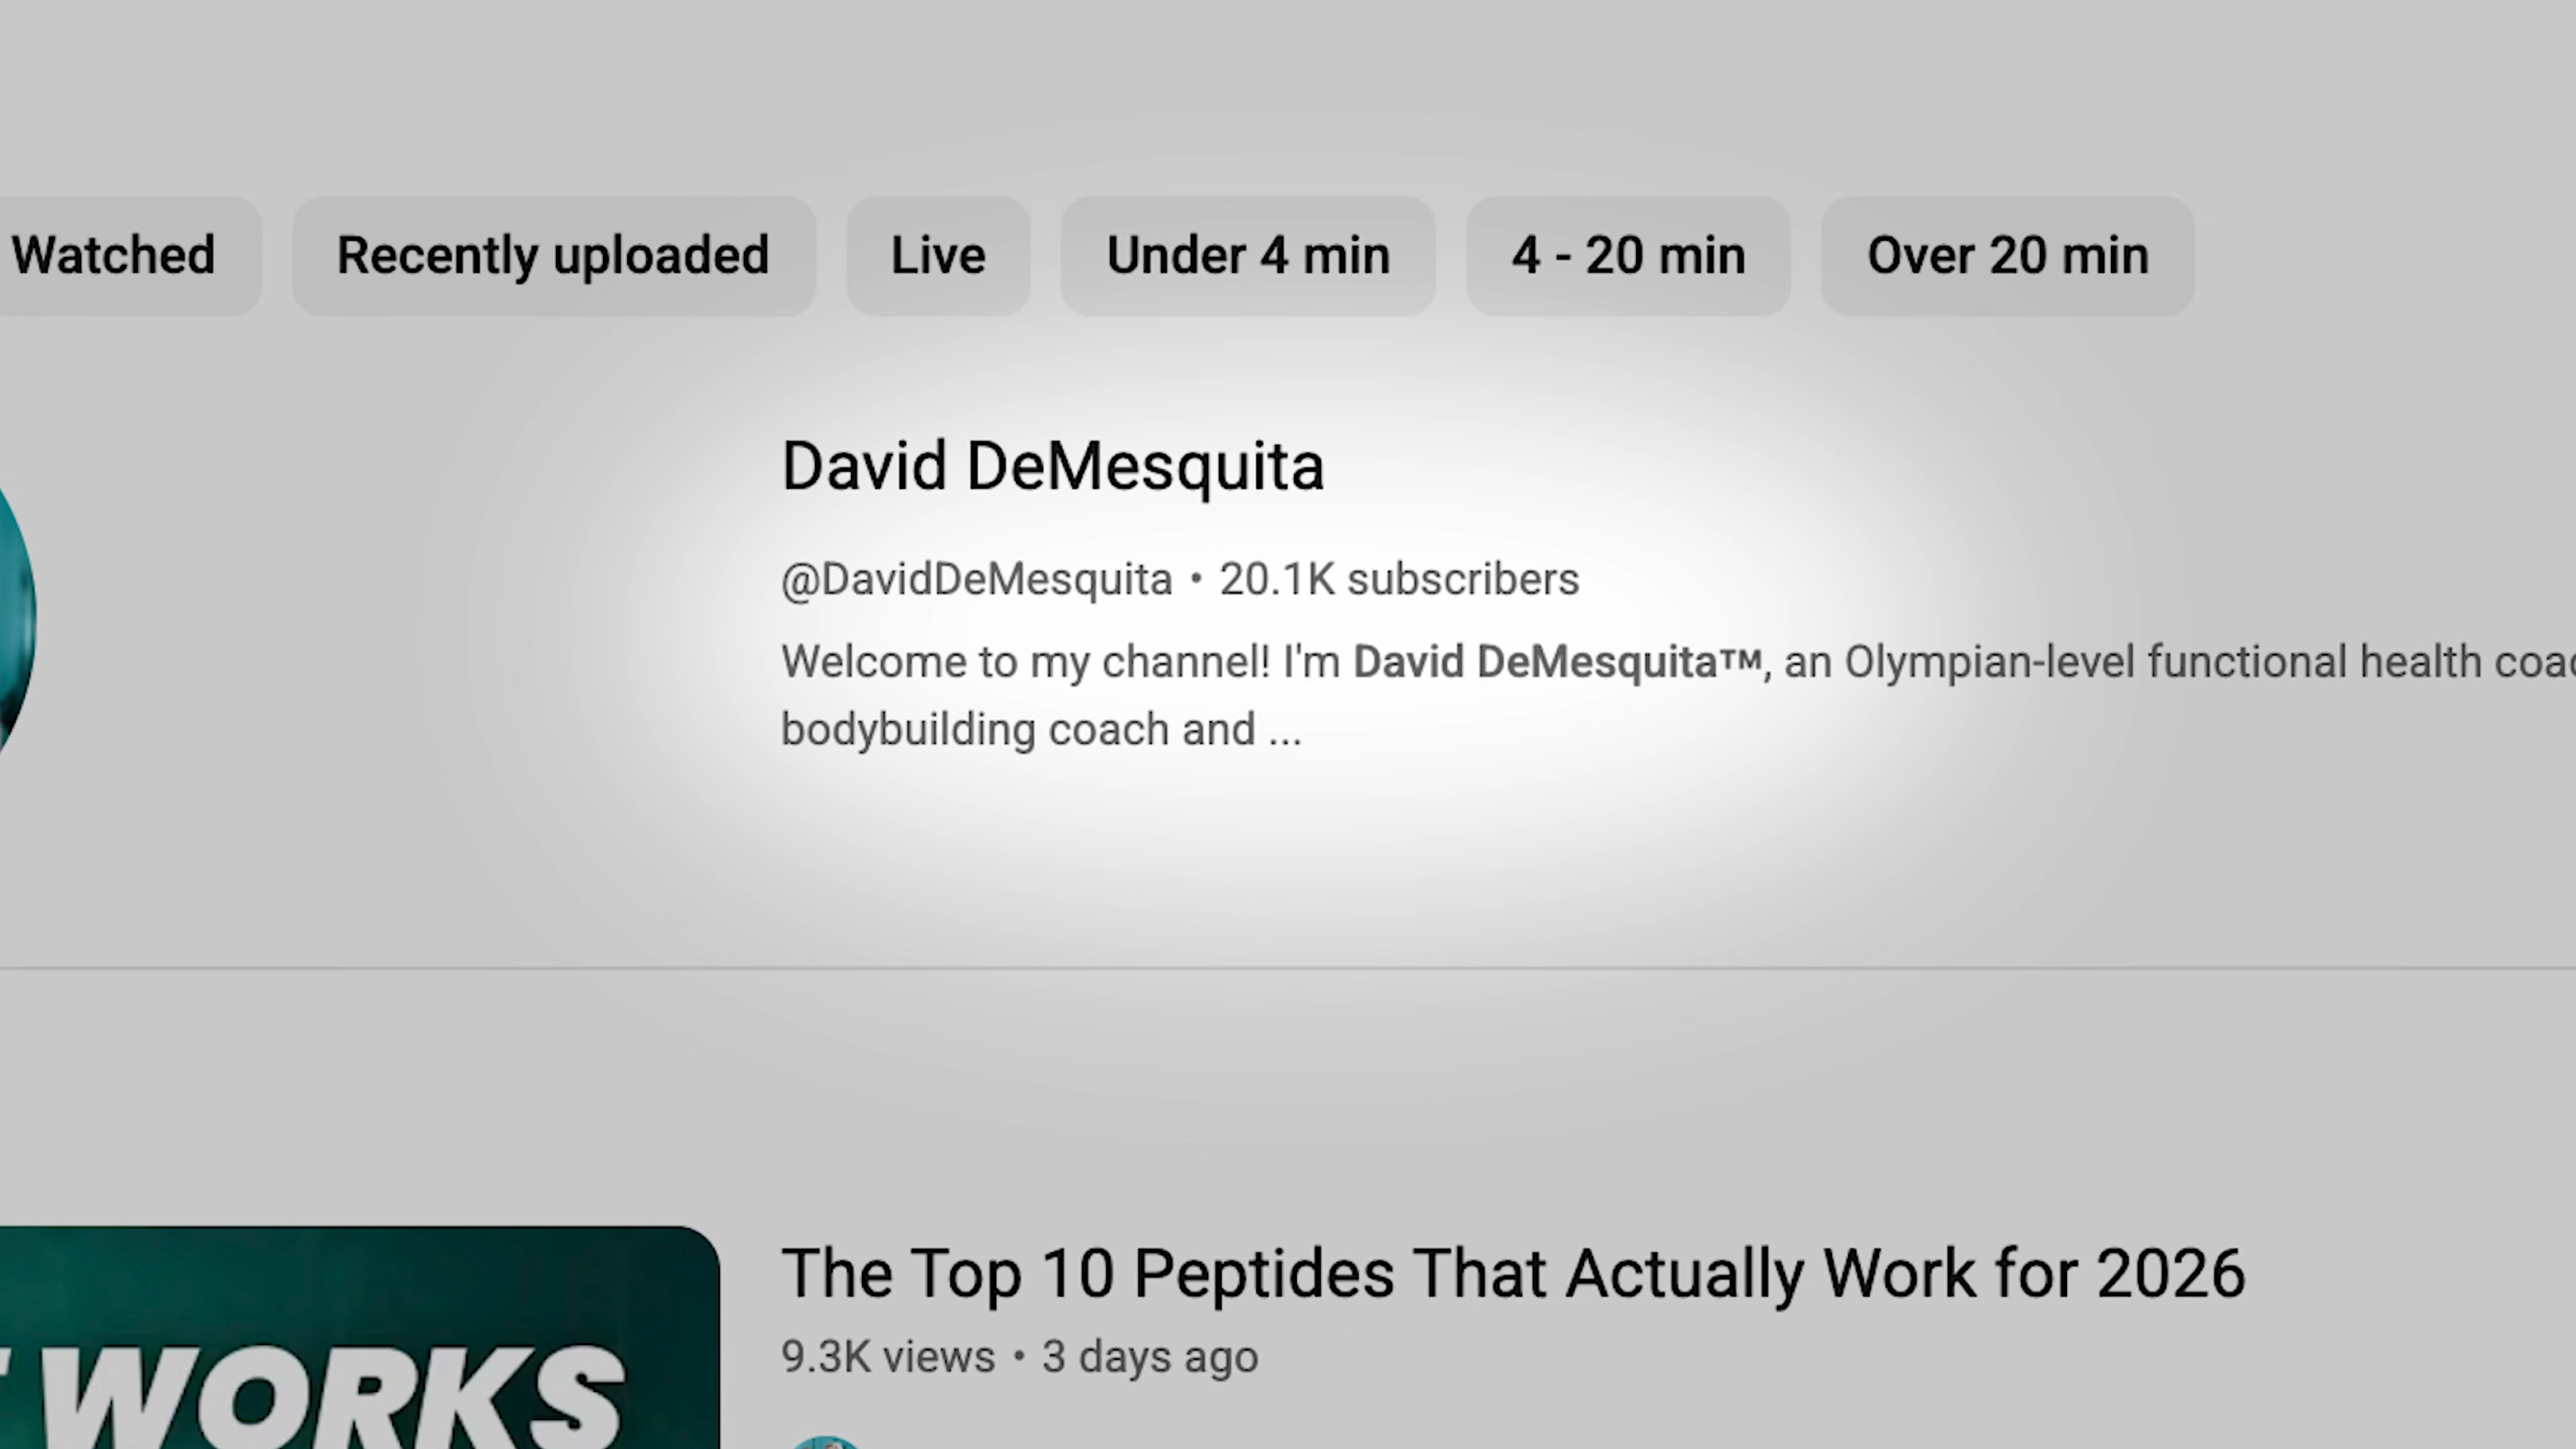 Watched
Recently uploaded
Live
Under 4 min
4 - 20 min
Over 20 min
David DeMesquita
@DavidDeMesquita • 20.1K subscribers
Welcome to my channel! I'm David DeMesquita™, an Olympian-level functional health
bodybuilding coach and ...
The Top 10 Peptides That Actually Work for 2026
9.3K views • 3 days ago
WORKS